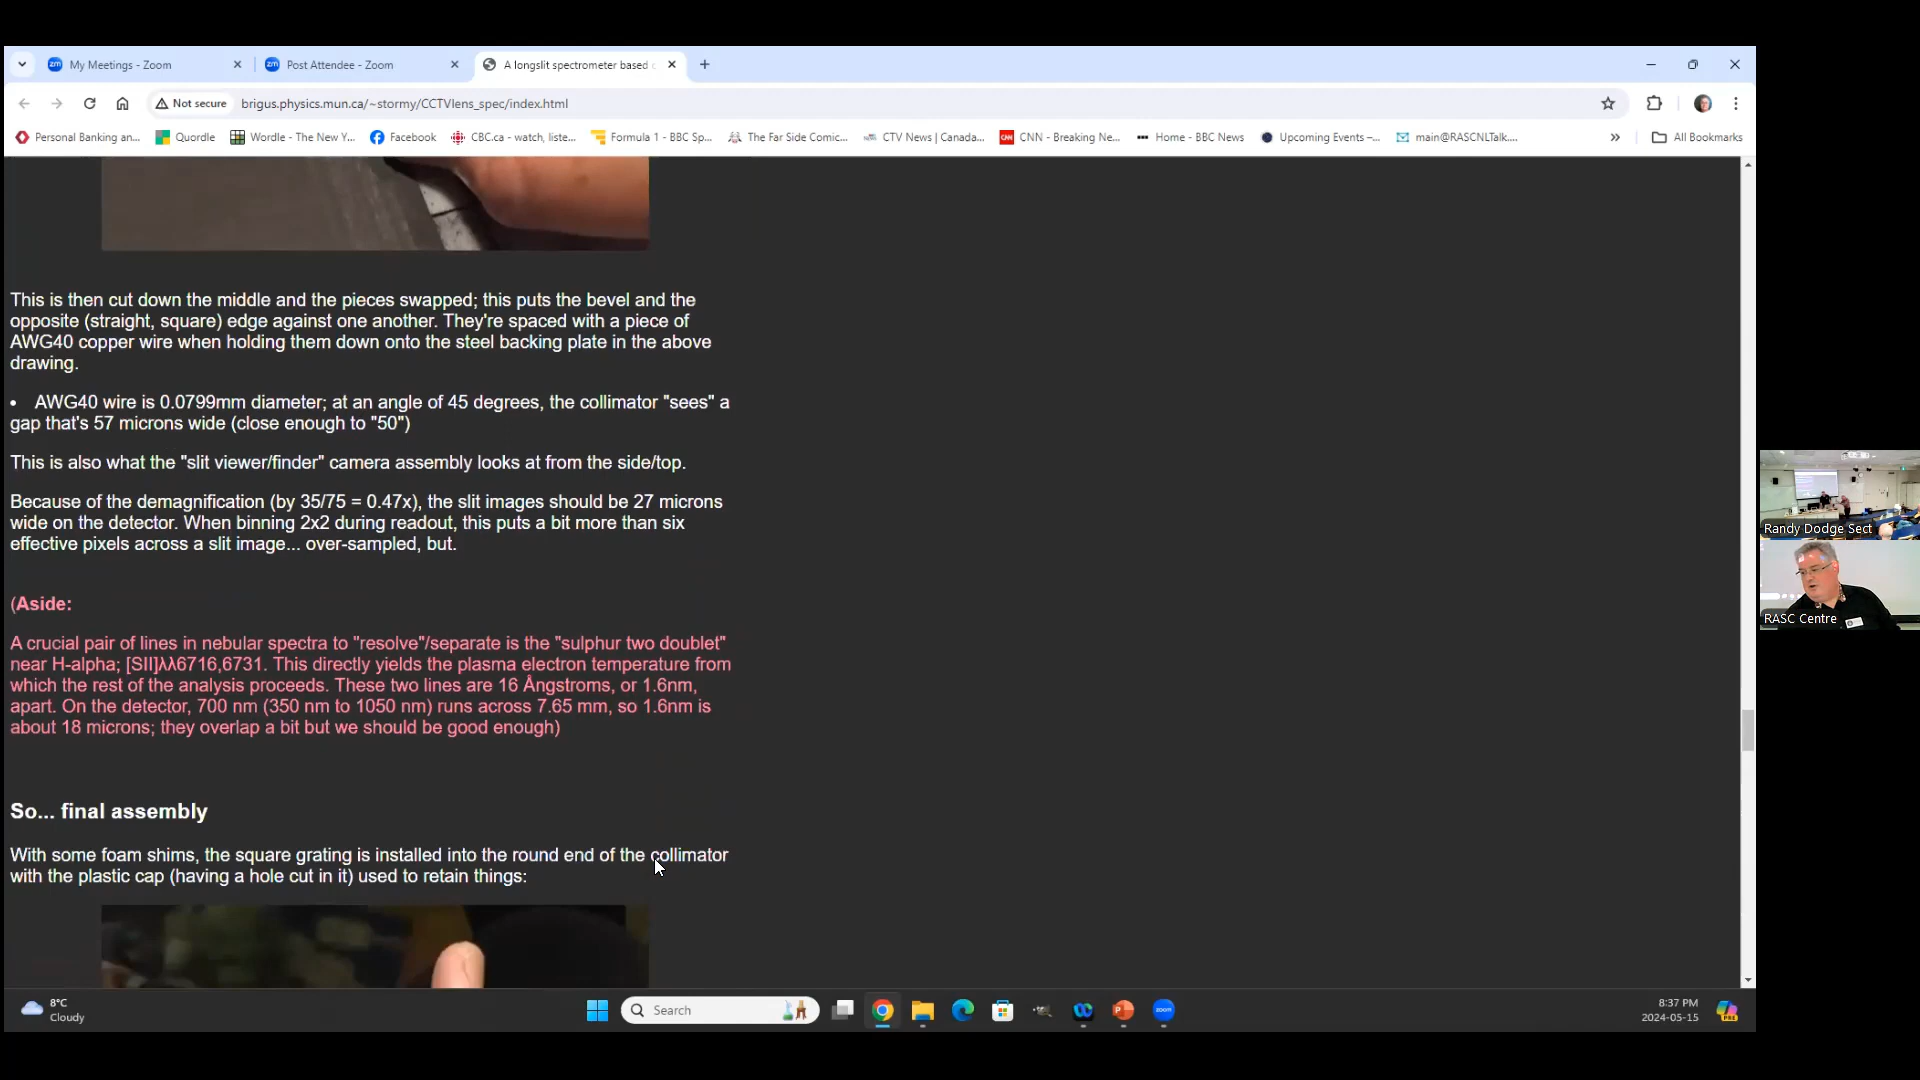 My Meetings - Zoom
Post Attendee - Zoom
A longslit spectrometer based
Not secure
brigus.physics.mun.ca/~stormy/CCTVlens_spec/index.html
Personal Banking an...
Quordle
Wordle - The New Y...
Facebook
CBC.ca - watch, liste...
Formula 1 - BBC Sp...
The Far Side Comic...
CTV News | Canada...
CNN - Breaking Ne...
Home - BBC News
Upcoming Events –...
main@RASCNLTalk....
»
All Bookmarks
This is then cut down the middle and the pieces swapped; this puts the bevel and the
opposite (straight, square) edge against one another. They're spaced with a piece of
AWG40 copper wire when holding them down onto the steel backing plate in the above
drawing.
• AWG40 wire is 0.0799mm diameter; at an angle of 45 degrees, the collimator "sees" a
gap that's 57 microns wide (close enough to "50")
This is also what the "slit viewer/finder" camera assembly looks at from the side/top.
Because of the demagnification (by 35/75 = 0.47x), the slit images should be 27 microns
wide on the detector. When binning 2x2 during readout, this puts a bit more than six
effective pixels across a slit image... over-sampled, but.
(Aside:
A crucial pair of lines in nebular spectra to "resolve"/separate is the "sulphur two doublet"
near H-alpha; [SII]λλ6716,6731. This directly yields the plasma electron temperature from
which the rest of the analysis proceeds. These two lines are 16 Ångstroms, or 1.6nm,
apart. On the detector, 700 nm (350 nm to 1050 nm) runs across 7.65 mm, so 1.6nm is
about 18 microns; they overlap a bit but we should be good enough)
So... final assembly
With some foam shims, the square grating is installed into the round end of the collimator
with the plastic cap (having a hole cut in it) used to retain things:
Randy Dodge Sect
RASC Centre
8°C
Cloudy
Search
zoom
8:37 PM
2024-05-15